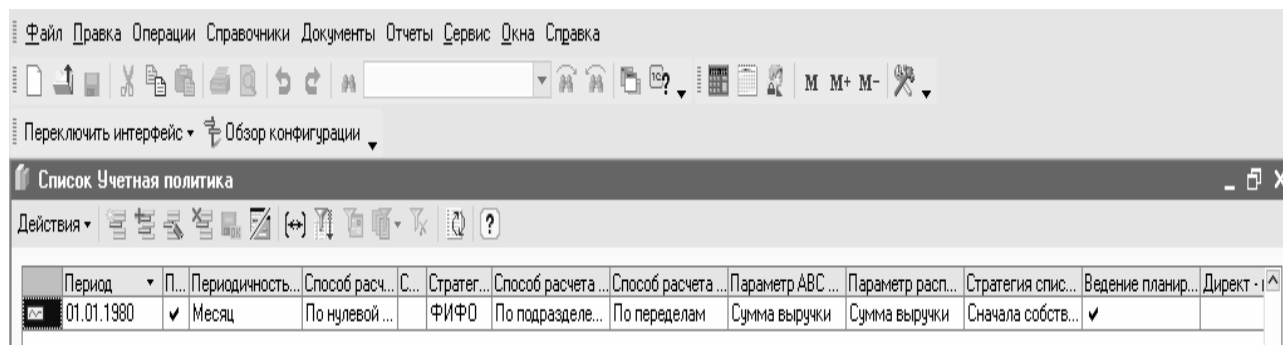 Файл Правка Операции Справочники Документы Отчеты Сервис Окна Справка
M M+ M-
Переключить интерфейс Обзор конфигурации
Список Учетная политика
Действия
Период П... Периодичность... Способ расч... С... Стратег... Способ расчета ... Способ расчета ... Параметр ABC ... Параметр расп... Стратегия спис... Ведение планир... Директ -
01.01.1980 Месяц По нулевой ... ФИФО По подразделе... По переделам Сумма выручки Сумма выручки Сначала собств...